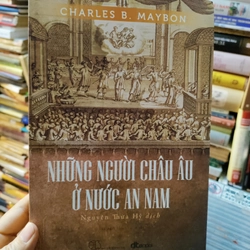 CHARLES B. MAYBON
NHỮNG NGƯỜI CHÂU ÂU
Ở NƯỚC AN NAM
Nguyễn Thừa Hỷ dịch